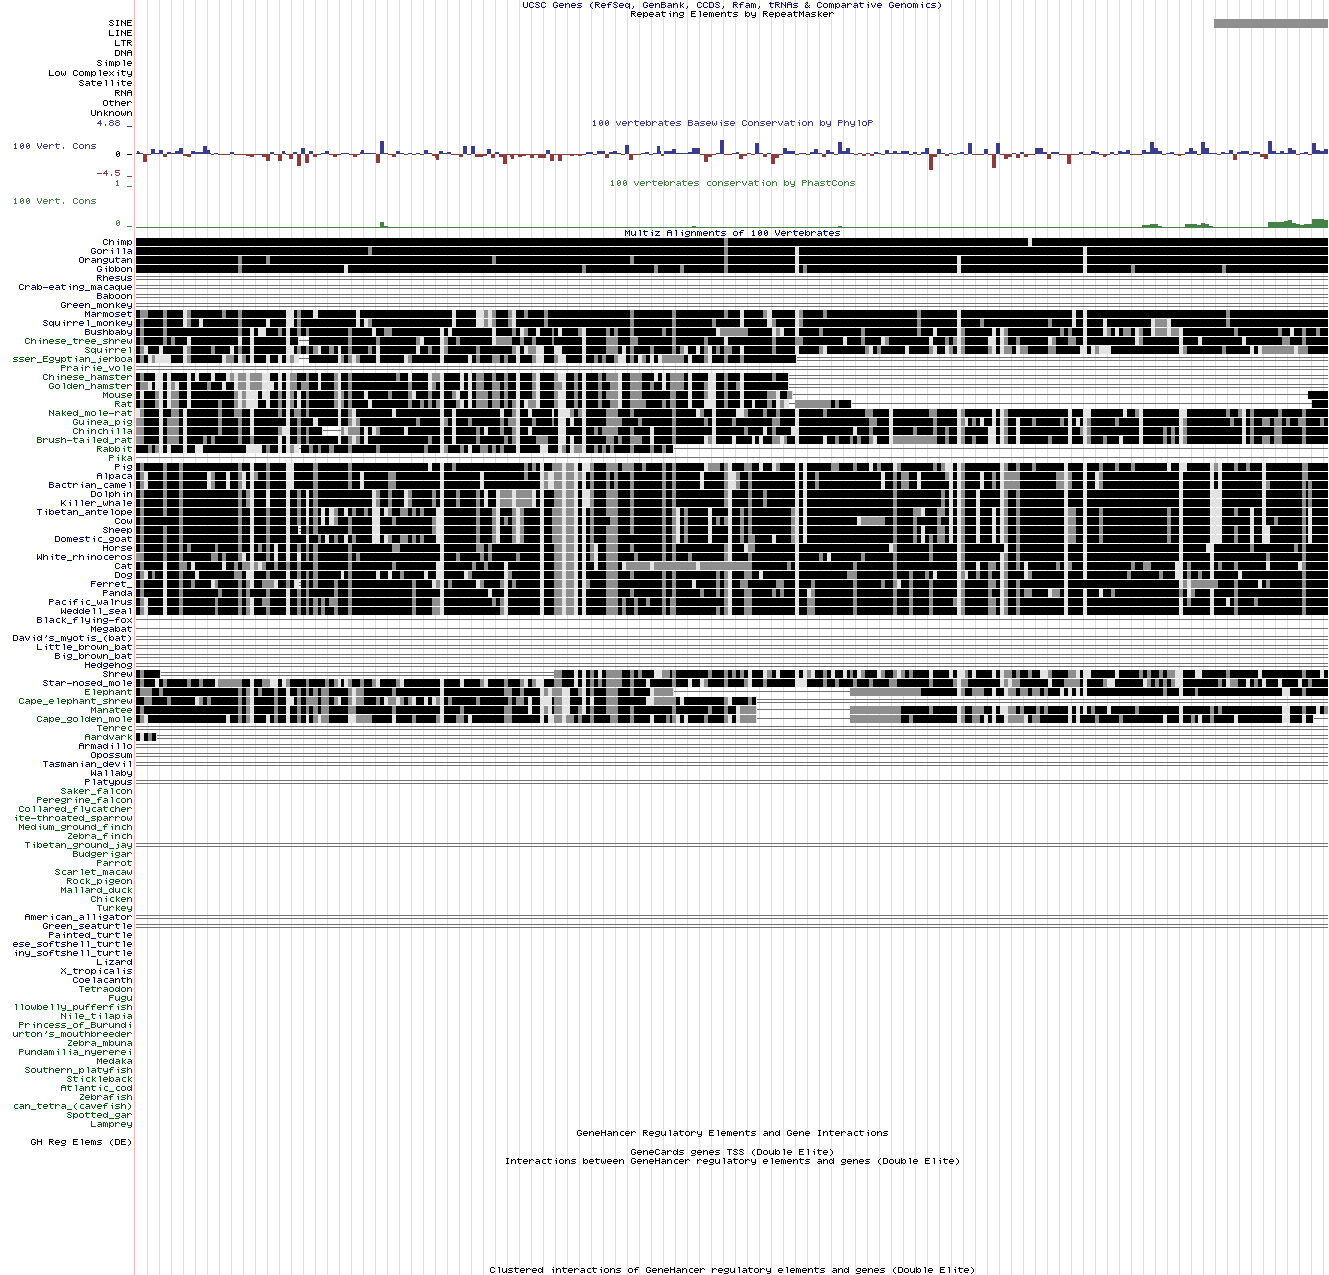 UCSC Genes (RefSeq, GenBank, CCDS, Rfam, tRNAs & Comparative Genomics)
Repeating Elements by RepeatMasker
SINE
LINE
LTR
DNA
Simple
Low Complexity
Satellite
RNA
Other
Unknown
4.88 _
100 vertebrates Basewise Conservation by PhyloP
100 Vert. Cons
0 _
-4.5 _
100 vertebrates conservation by PhastCons
1 _
100 Vert. Cons
0 _
Multiz Alignments of 100 Vertebrates
Chimp
Gorilla
Orangutan
Gibbon
Rhesus
Crab-eating_macaque
Baboon
Green_monkey
Marmoset
Squirrel_monkey
Bushbaby
Chinese_tree_shrew
Squirrel
sser_Egyptian_jerboa
Prairie_vole
Chinese_hamster
Golden_hamster
Mouse
Rat
Naked_mole-rat
Guinea_pig
Chinchilla
Brush-tailed_rat
Rabbit
Pika
Pig
Alpaca
Bactrian_camel
Dolphin
Killer_whale
Tibetan_antelope
Cow
Sheep
Domestic_goat
Horse
White_rhinoceros
Cat
Dog
Ferret_
Panda
Pacific_walrus
Weddell_seal
Black_flying-fox
Megabat
David's_myotis_(bat)
Little_brown_bat
Big_brown_bat
Hedgehog
Shrew
Star-nosed_mole
Elephant
Cape_elephant_shrew
Manatee
Cape_golden_mole
Tenrec
Aardvark
Armadillo
Opossum
Tasmanian_devil
Wallaby
Platypus
Saker_falcon
Peregrine_falcon
Collared_flycatcher
ite-throated_sparrow
Medium_ground_finch
Zebra_finch
Tibetan_ground_jay
Budgerigar
Parrot
Scarlet_macaw
Rock_pigeon
Mallard_duck
Chicken
Turkey
American_alligator
Green_seaturtle
Painted_turtle
ese_softshell_turtle
iny_softshell_turtle
Lizard
X_tropicalis
Coelacanth
Tetraodon
Fugu
llowbelly_pufferfish
Nile_tilapia
Princess_of_Burundi
urton's_mouthbreeder
Zebra_mbuna
Pundamilia_nyererei
Medaka
Southern_platyfish
Stickleback
Atlantic_cod
Zebrafish
can_tetra_(cavefish)
Spotted_gar
Lamprey
GeneHancer Regulatory Elements and Gene Interactions
GH Reg Elems (DE)
GeneCards genes TSS (Double Elite)
Interactions between GeneHancer regulatory elements and genes (Double Elite)
Clustered interactions of GeneHancer regulatory elements and genes (Double Elite)